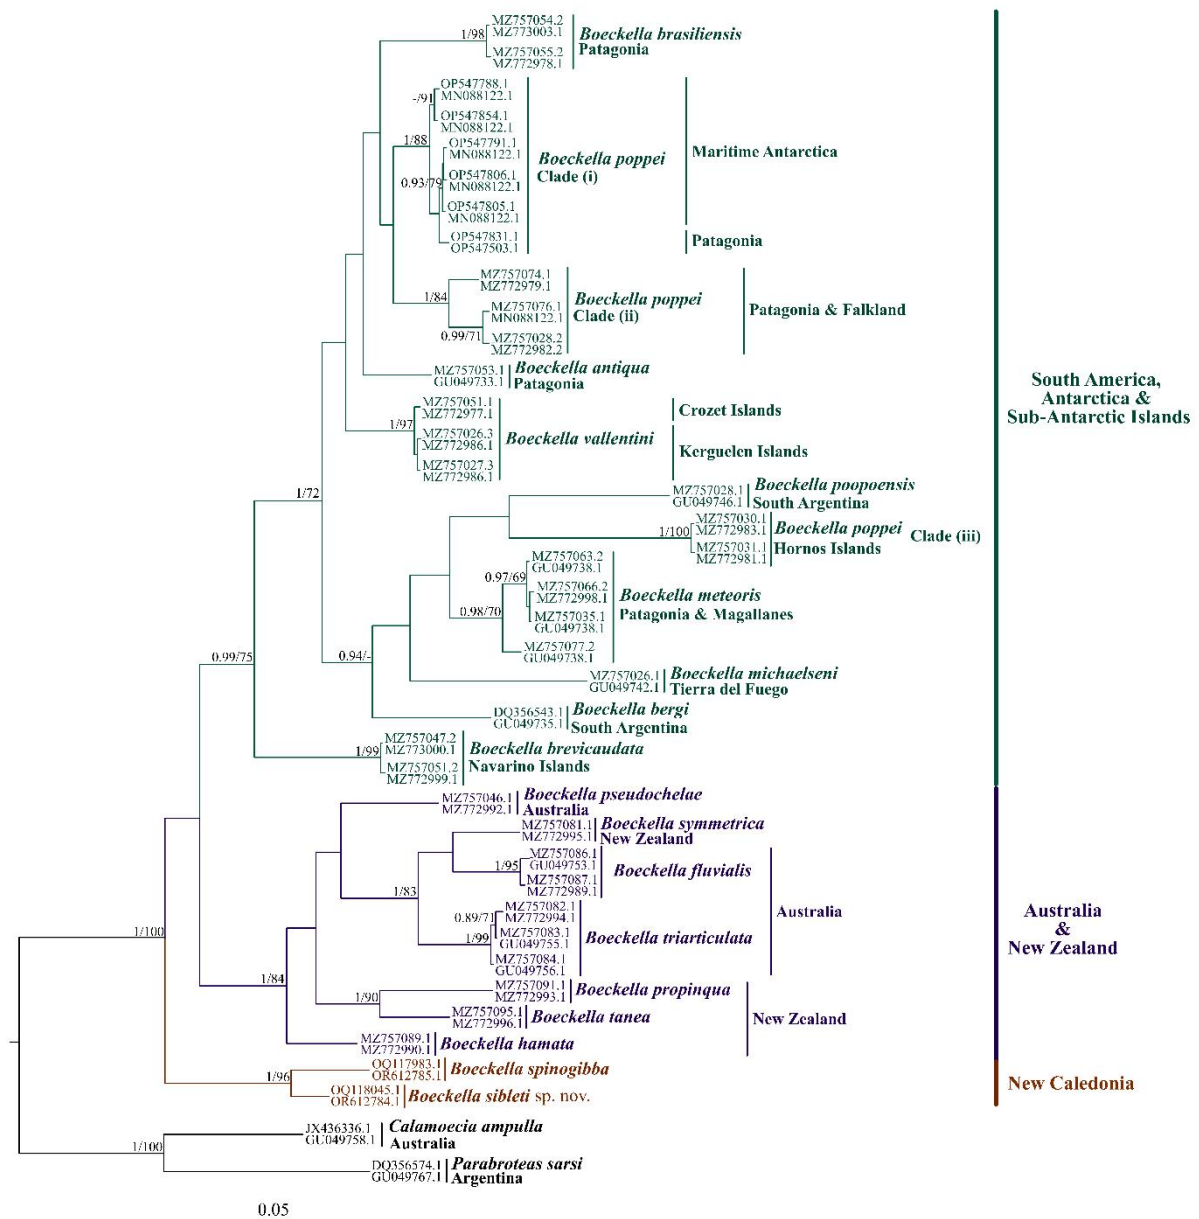 MZ757054.2
MZ773003.1
1/98
Boeckella brasiliensis
MZ757055.2
Patagonia
MZ772978.1
OP547788.1
-/91
MN088122.1
OP547854.1
MN088122.1
1/88
OP547791.1
MN088122.1
Boeckella poppei
Maritime Antarctica
Clade (i)
0.93/79
OP547806.1
MN088122.1
OP547805.1
MN088122.1
OP547831.1
OP547503.1
Patagonia
MZ757074.1
MZ772979.1
1/84
Boeckella poppei
MZ757076.1
Clade (ii)
Patagonia & Falkland
MN088122.1
0.99/71
MZ757028.2
MZ772982.2
MZ757053.1
Boeckella antiqua
GU049733.1
Patagonia
South America,
Antarctica &
Sub-Antarctic Islands
MZ757051.1
MZ772977.1
Crozet Islands
1/97
MZ757026.3
MZ772986.1
Boeckella vallentini
Kerguelen Islands
MZ757027.3
MZ772986.1
1/72
MZ757028.1
Boeckella poopoensis
GU049746.1
South Argentina
MZ757030.1
1/100
MZ772983.1
Boeckella poppei
Clade (iii)
MZ757031.1
Hornos Islands
MZ772981.1
MZ757063.2
GU049738.1
0.97/69
MZ757066.2
MZ772998.1
Boeckella meteoris
0.98/70
MZ757035.1
Patagonia & Magallanes
GU049738.1
MZ757077.2
GU049738.1
0.99/75
0.94/-
MZ757026.1
Boeckella michaelseni
GU049742.1
Tierra del Fuego
DQ356543.1
Boeckella bergi
GU049735.1
South Argentina
MZ757047.2
1/99
MZ773000.1
Boeckella brevicaudata
MZ757051.2
Navarino Islands
MZ772999.1
MZ757046.1
Boeckella pseudochelae
MZ772992.1
Australia
MZ757081.1
Boeckella symmetrica
MZ772995.1
New Zealand
MZ757086.1
1/95
GU049753.1
Boeckella fluvialis
MZ757087.1
MZ772989.1
1/83
MZ757082.1
0.89/71
MZ772994.1
Australia
MZ757083.1
1/99
GU049755.1
Boeckella triarticulata
MZ757084.1
GU049756.1
Australia
&
New Zealand
1/100
1/84
MZ757091.1
Boeckella propinqua
1/90
MZ772993.1
MZ757095.1
Boeckella tanea
MZ772996.1
New Zealand
MZ757089.1
Boeckella hamata
MZ772990.1
OQ117983.1
Boeckella spinogibba
1/96
OR612785.1
New Caledonia
OQ118045.1
Boeckella sibleti sp. nov.
OR612784.1
JX436336.1
Calamoecia ampulla
GU049758.1
Australia
1/100
DQ356574.1
Parabroteas sarsi
GU049767.1
Argentina
0.05